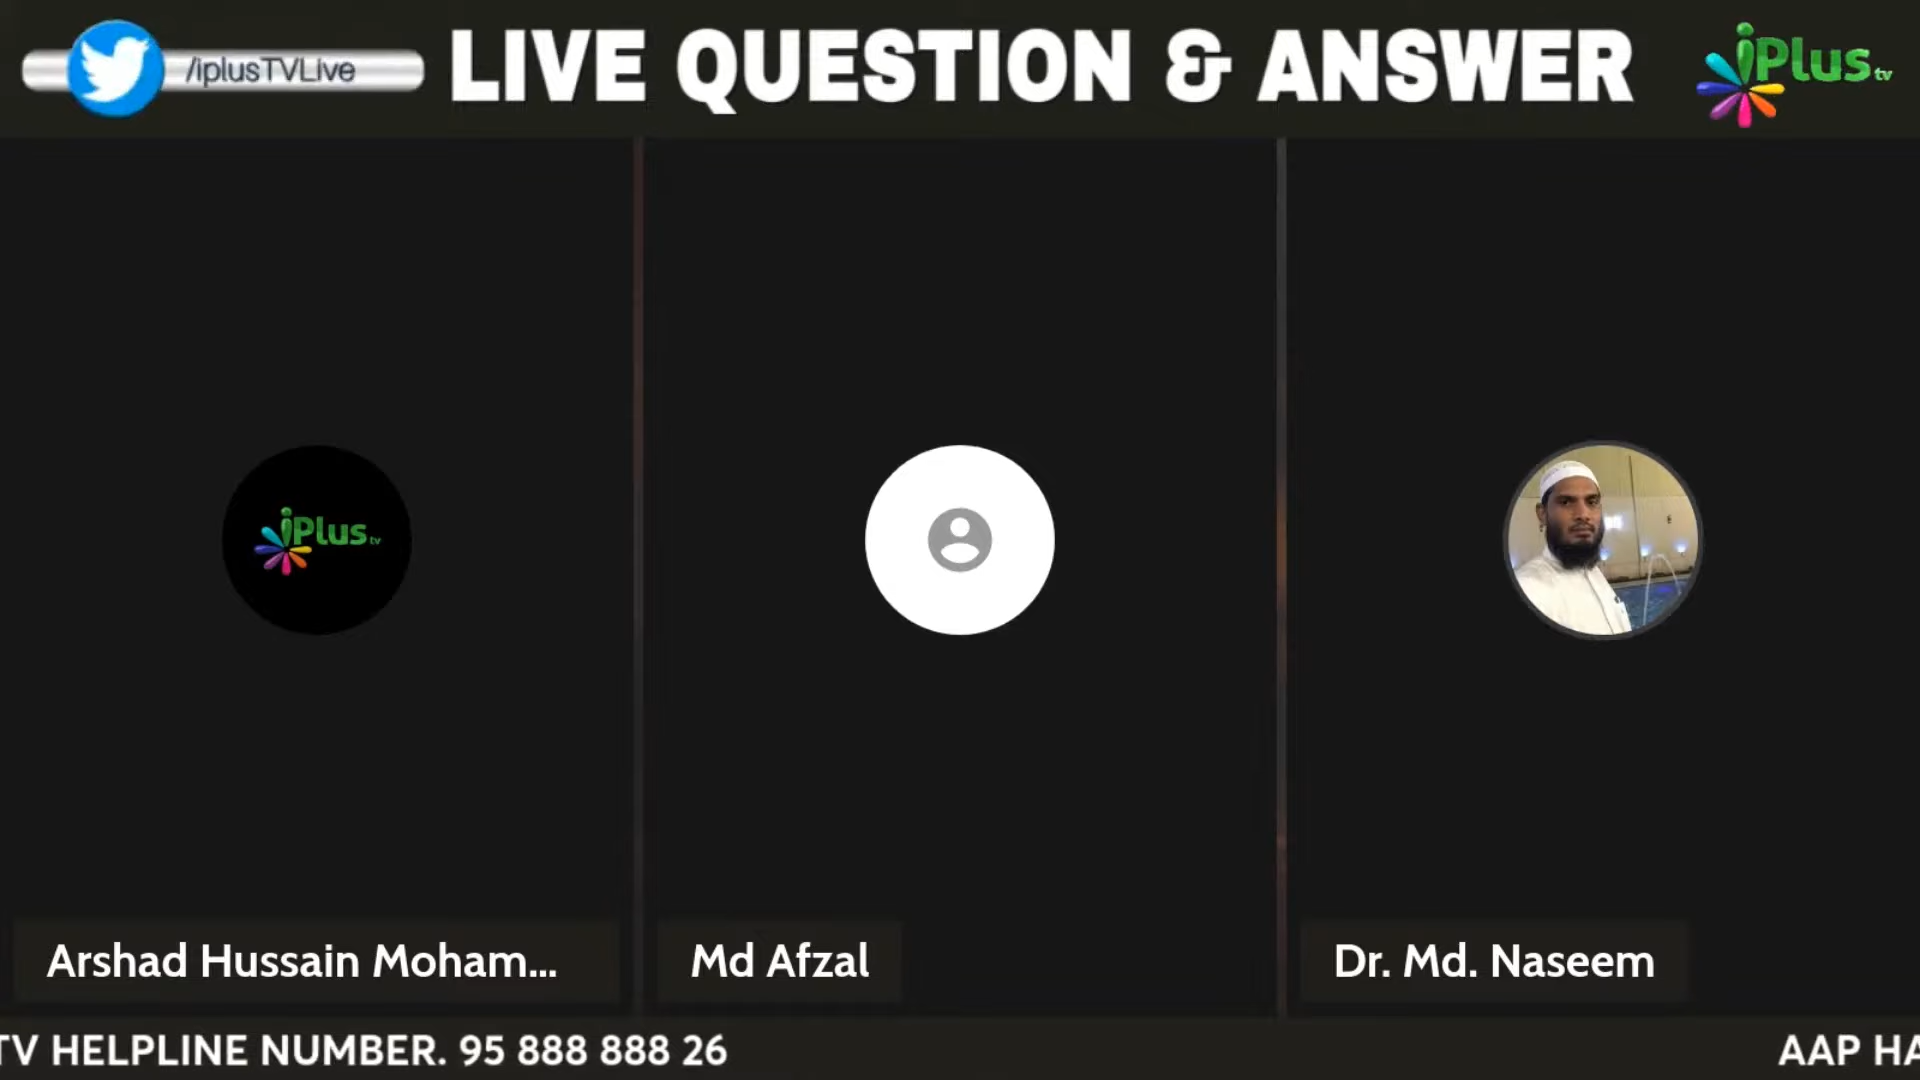 /iplusTVLive
LIVE QUESTION & ANSWER
iPlus tv
iPlus tv
Arshad Hussain Moham...
Md Afzal
Dr. Md. Naseem
TV HELPLINE NUMBER. 95 888 888 26
AAP HA